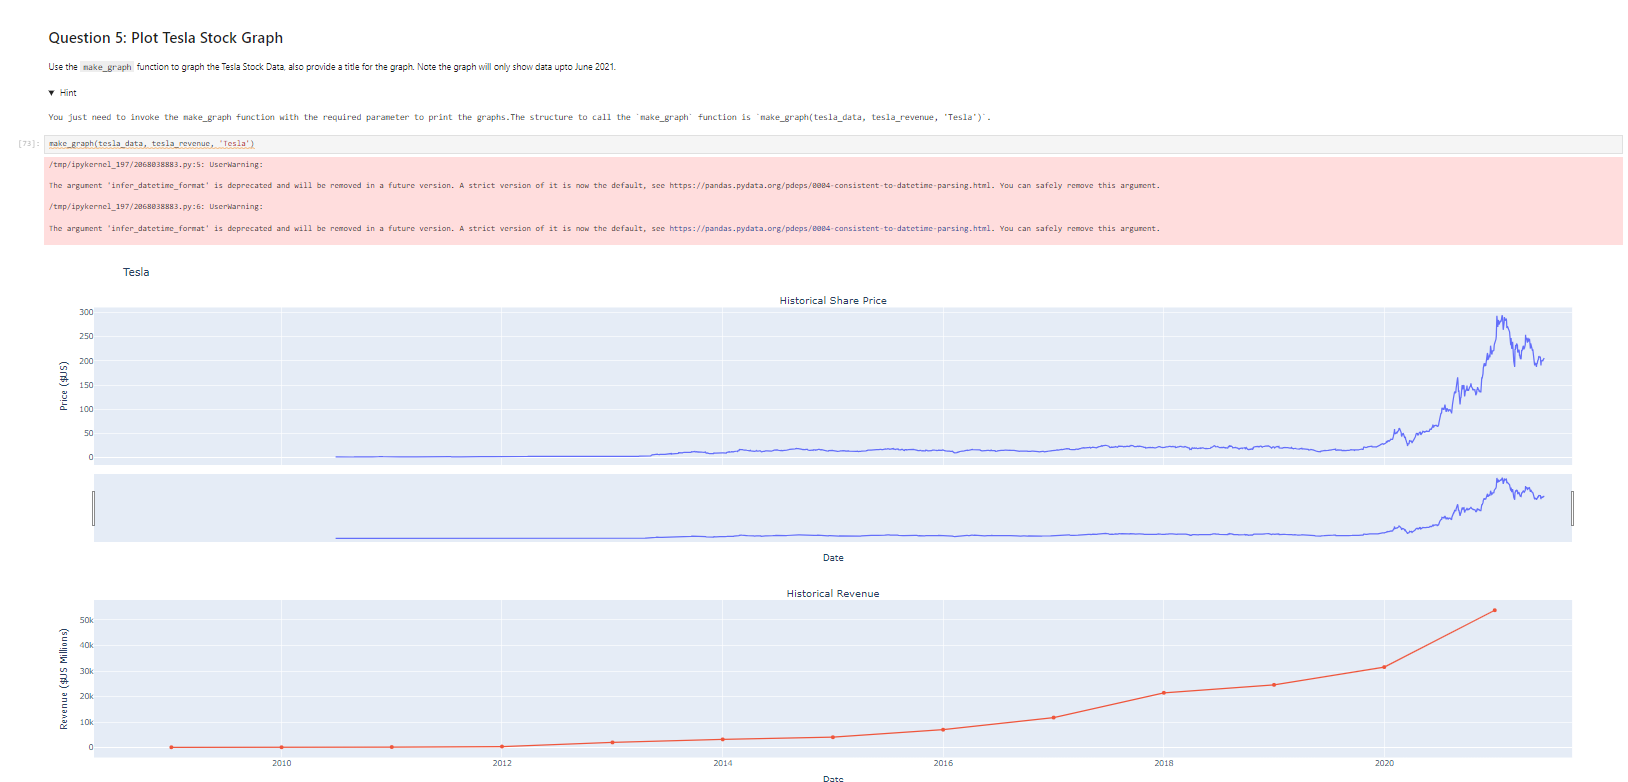 Question 5: Plot Tesla Stock Graph
Use the make_graph function to graph the Tesla Stock Data, also provide a title for the graph. Note the graph will only show data upto June 2021.
▼ Hint
You just need to invoke the make_graph function with the required parameter to print the graphs.The structure to call the `make_graph` function is `make_graph(tesla_data, tesla_revenue, 'Tesla')`.
[73]: make_graph(tesla_data, tesla_revenue, 'Tesla')
/tmp/ipykernel_197/2068038883.py:5: UserWarning:
The argument 'infer_datetime_format' is deprecated and will be removed in a future version. A strict version of it is now the default, see https://pandas.pydata.org/pdeps/0004-consistent-to-datetime-parsing.html. You can safely remove this argument.
/tmp/ipykernel_197/2068038883.py:6: UserWarning:
The argument 'infer_datetime_format' is deprecated and will be removed in a future version. A strict version of it is now the default, see https://pandas.pydata.org/pdeps/0004-consistent-to-datetime-parsing.html. You can safely remove this argument.
Tesla
Historical Share Price
300
250
200
150
100
50
0
Price ($US)
Date
Historical Revenue
50k
40k
30k
20k
10k
0
Revenue ($US Millions)
2010 2012 2014 2016 2018 2020
Date